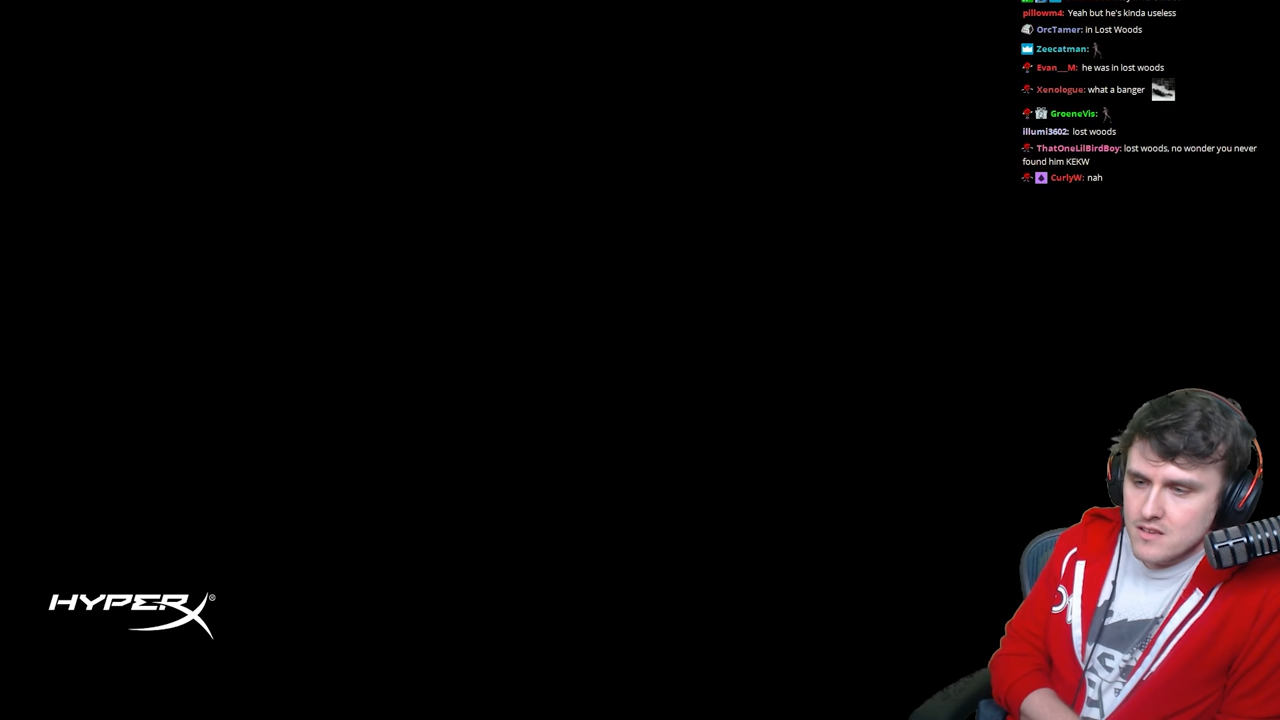 pillowm4: Yeah but he's kinda useless
OrcTamer: in Lost Woods
Zeecatman:
Evan__M: he was in lost woods
Xenologue: what a banger
GroeneVis:
illumi3602: lost woods
ThatOneLilBirdBoy: lost woods, no wonder you never
found him KEKW
CurlyW: nah
HYPERX®